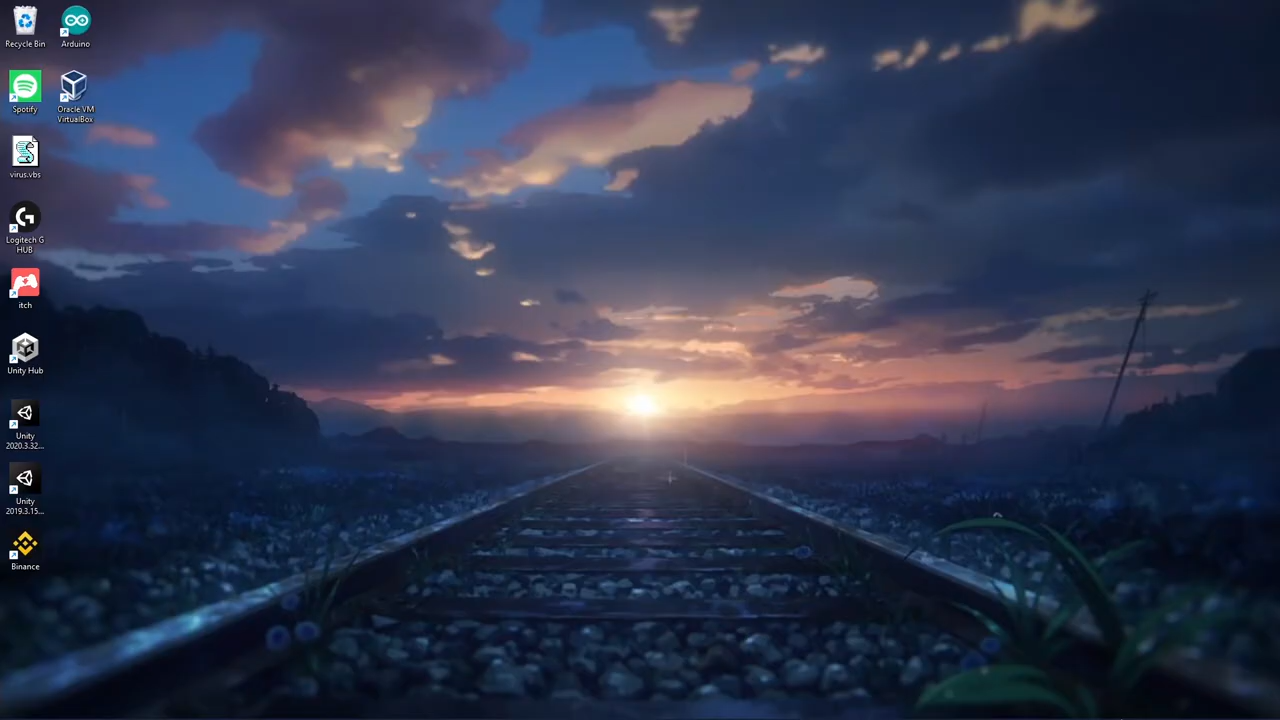 Recycle Bin
Arduino
Spotify
Oracle VM
VirtualBox
virus.vbs
Logitech G
HUB
itch
Unity Hub
Unity
2020.3.32...
Unity
2019.3.15...
Binance